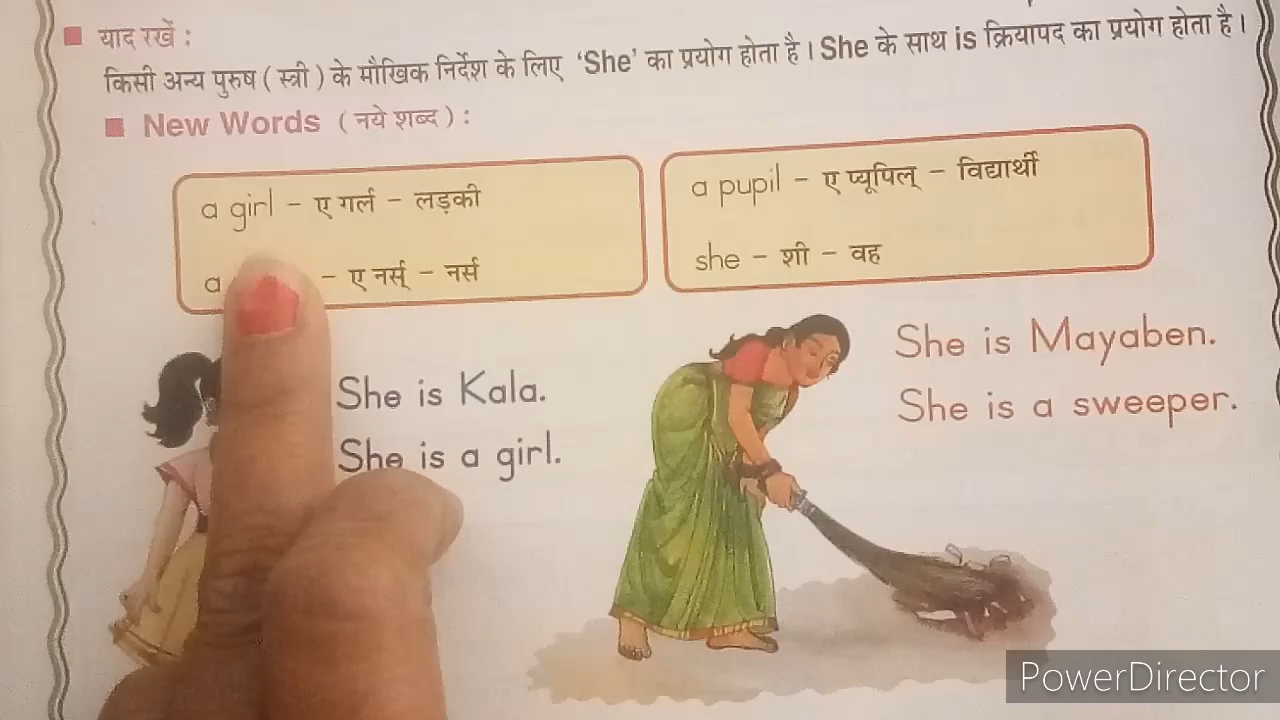 याद रखें :
किसी अन्य पुरुष ( स्त्री ) के मौखिक निर्देश के लिए ‘She’ का प्रयोग होता है । She के साथ is क्रियापद का प्रयोग होता है ।
New Words ( नये शब्द ) :
a girl – ए गर्ल – लड़की
a – ए नर्स् – नर्स
a pupil – ए प्यूपिल् – विद्यार्थी
she – शी – वह
She is Kala.
She is a girl.
She is Mayaben.
She is a sweeper.
PowerDirector